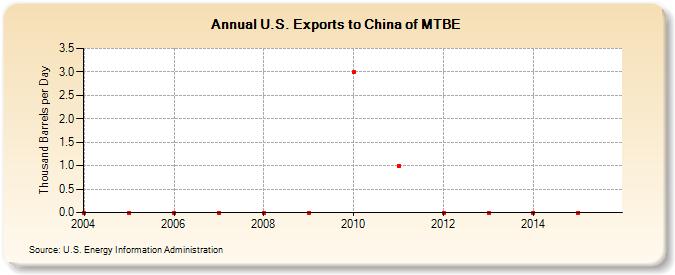 Annual U.S. Exports to China of MTBE
Thousand Barrels per Day
3.5
3.0
2.5
2.0
1.5
1.0
0.5
0.0
2004 2006 2008 2010 2012 2014
Source: U.S. Energy Information Administration